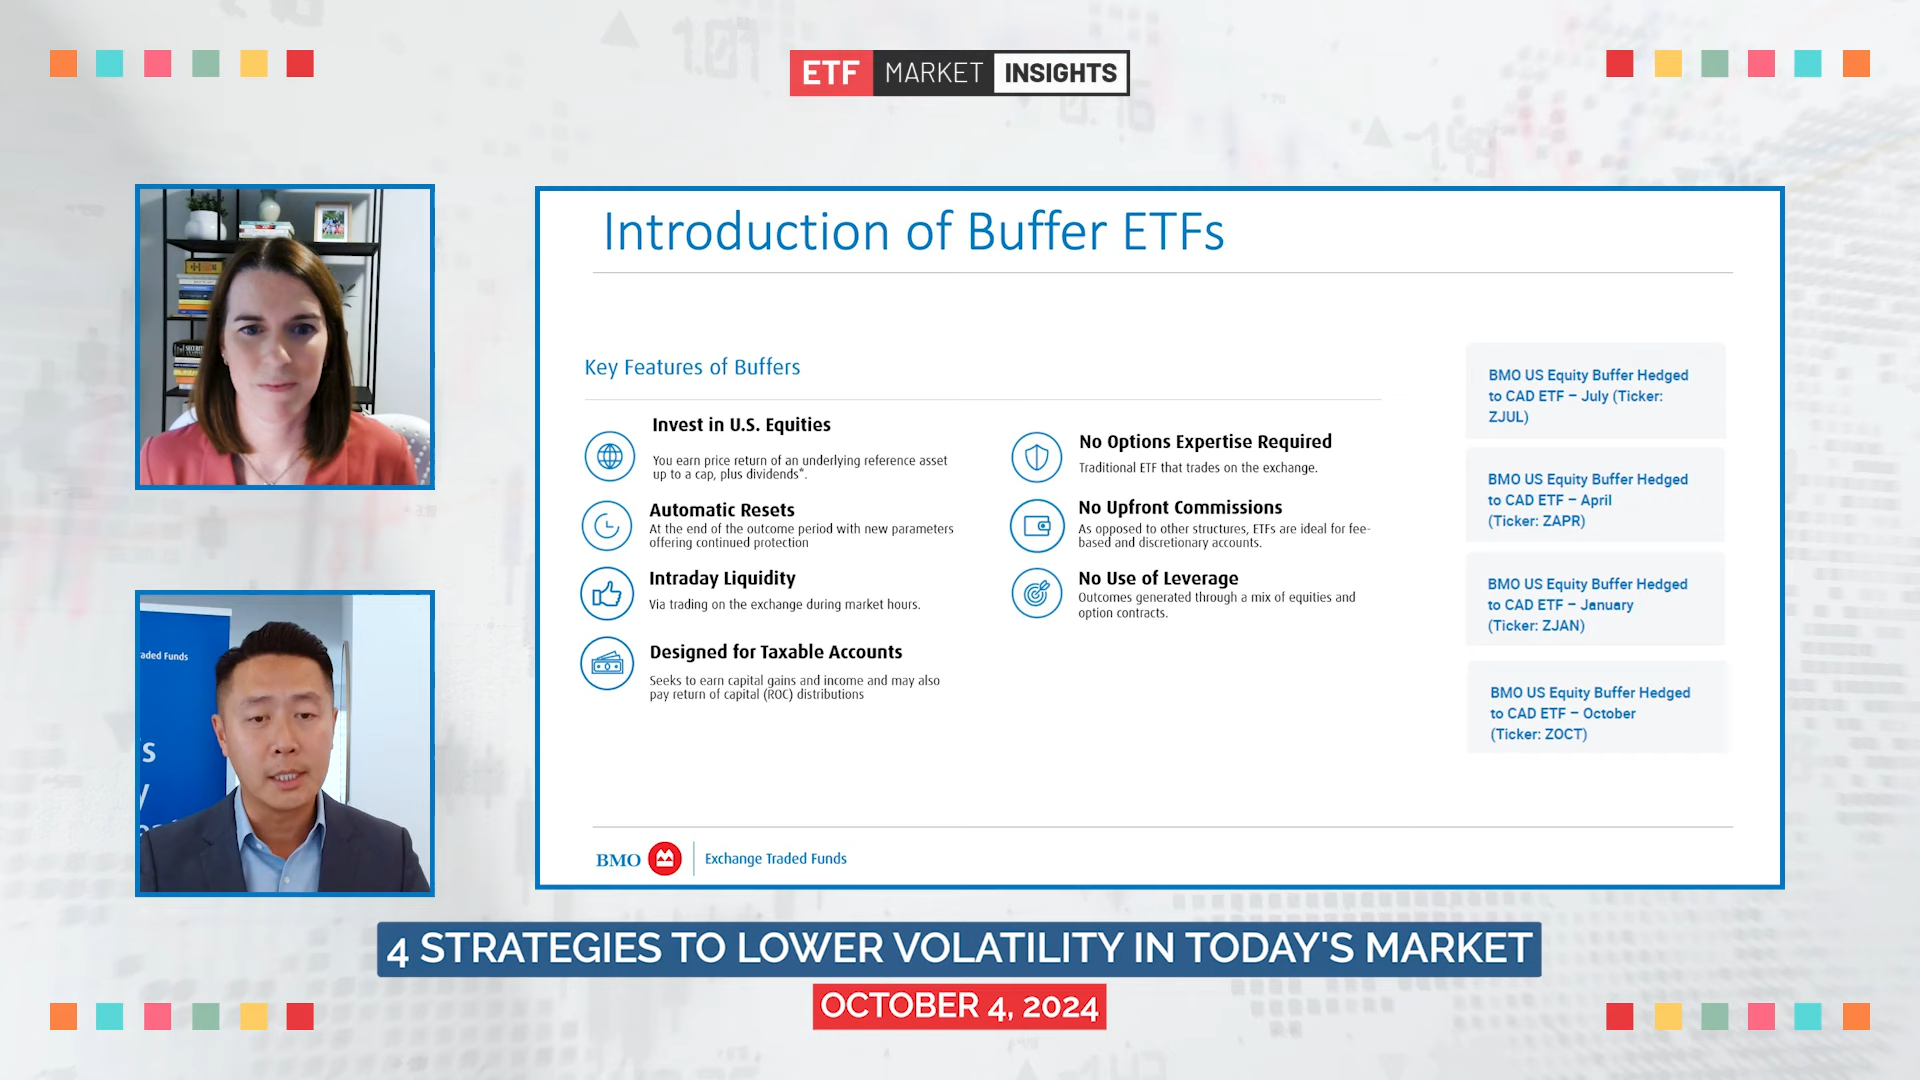 ETF MARKET INSIGHTS
Introduction of Buffer ETFs
Key Features of Buffers
Invest in U.S. Equities
You earn price return of an underlying reference asset
up to a cap, plus dividends*.
Automatic Resets
At the end of the outcome period with new parameters
offering continued protection
Intraday Liquidity
Via trading on the exchange during market hours.
Designed for Taxable Accounts
Seeks to earn capital gains and income and may also
pay return of capital (ROC) distributions
No Options Expertise Required
Traditional ETF that trades on the exchange.
No Upfront Commissions
As opposed to other structures, ETFs are ideal for fee-
based and discretionary accounts.
No Use of Leverage
Outcomes generated through a mix of equities and
option contracts.
BMO US Equity Buffer Hedged
to CAD ETF – July (Ticker:
ZJUL)
BMO US Equity Buffer Hedged
to CAD ETF – April
(Ticker: ZAPR)
BMO US Equity Buffer Hedged
to CAD ETF – January
(Ticker: ZJAN)
BMO US Equity Buffer Hedged
to CAD ETF – October
(Ticker: ZOCT)
BMO Exchange Traded Funds
aded Funds
4 STRATEGIES TO LOWER VOLATILITY IN TODAY'S MARKET
OCTOBER 4, 2024